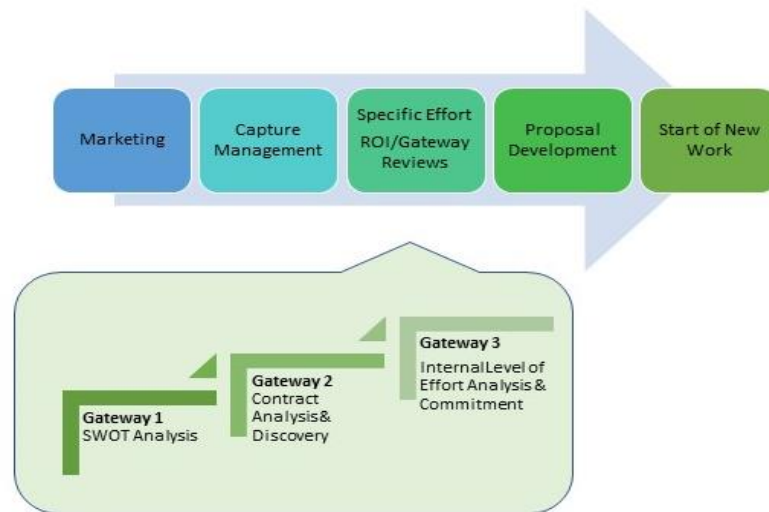 Marketing
Capture
Management
Specific Effort
ROI/Gateway
Reviews
Proposal
Development
Start of New
Work
Gateway 1
SWOT Analysis
Gateway 2
Contract
Analysis&
Discovery
Gateway 3
InternalLevel of
Effort Analysis &
Commitment